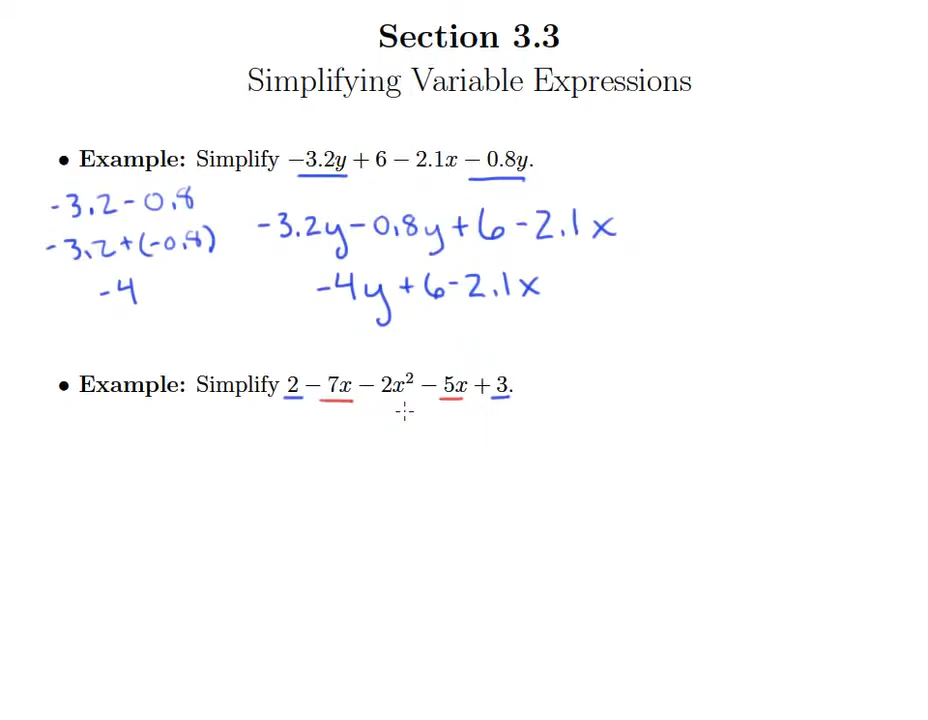 Section 3.3
Simplifying Variable Expressions
• Example: Simplify −3.2y + 6 − 2.1x − 0.8y.
-3.2-0.8
-3.2y-0.8y+6-2.1x
-3.2+(-0.8)
-4
-4y+6-2.1x
• Example: Simplify 2 − 7x − 2x² − 5x + 3.